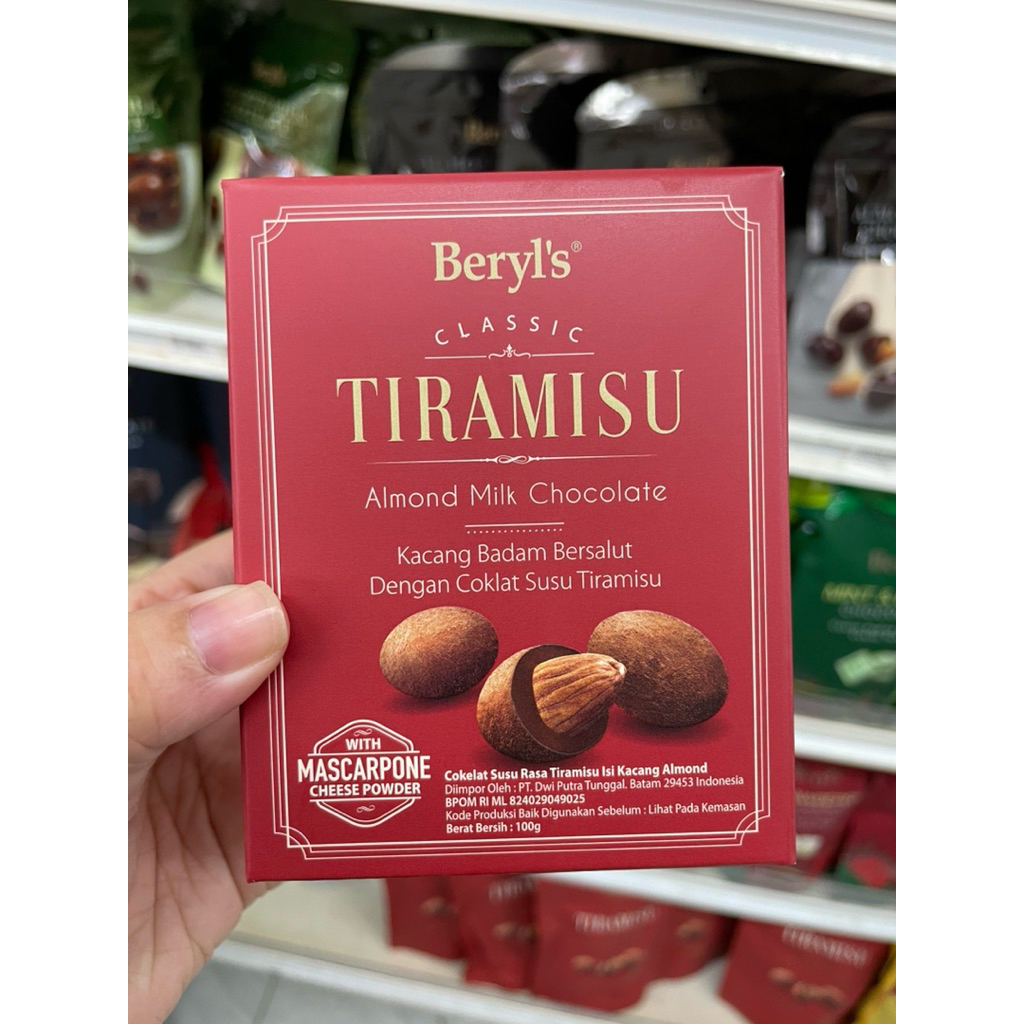 Beryl's®
CLASSIC
TIRAMISU
Almond Milk Chocolate
Kacang Badam Bersalut
Dengan Coklat Susu Tiramisu
WITH
MASCARPONE
CHEESE POWDER
Cokelat Susu Rasa Tiramisu Isi Kacang Almond
Diimpor Oleh : PT. Dwi Putra Tunggal. Batam 29453 Indonesia
BPOM RI ML 824029049025
Kode Produksi Baik Digunakan Sebelum : Lihat Pada Kemasan
Berat Bersih : 100g
TIRAMISU
TIRAMISU